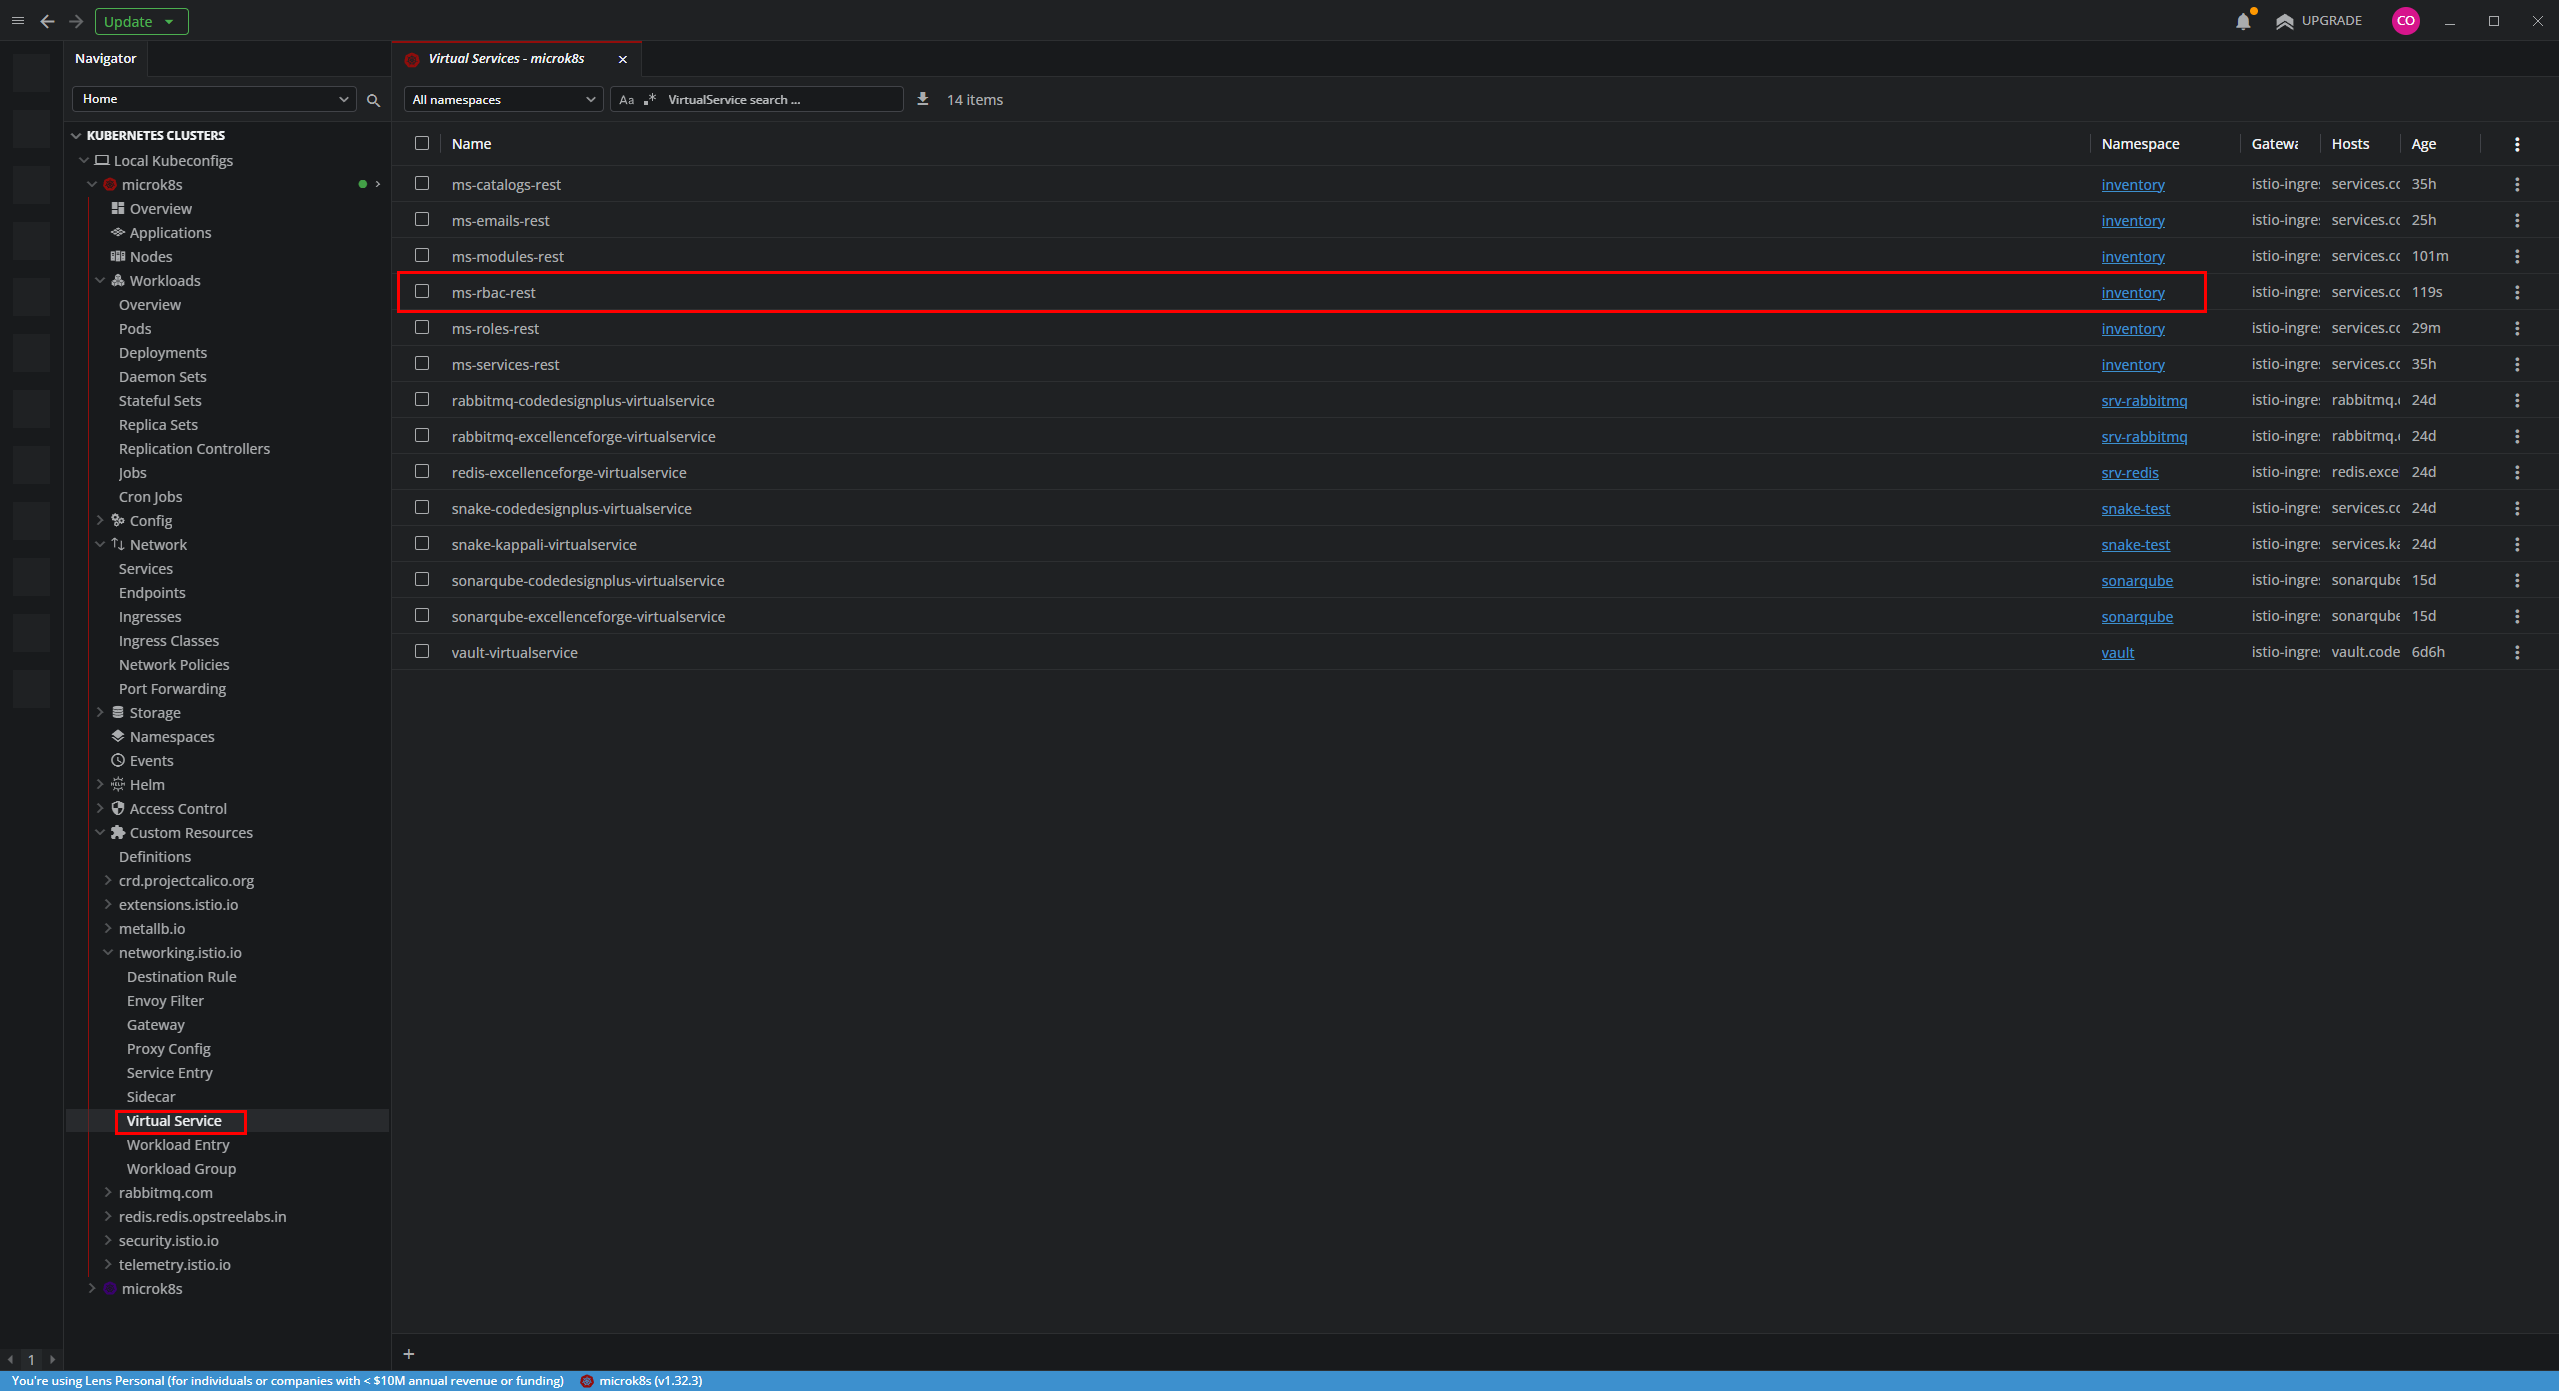 Update
UPGRADE
CO
Navigator
Virtual Services - microk8s
Home
All namespaces
Aa .* VirtualService search ...
14 items
KUBERNETES CLUSTERS
Local Kubeconfigs
microk8s
Overview
Applications
Nodes
Workloads
Overview
Pods
Deployments
Daemon Sets
Stateful Sets
Replica Sets
Replication Controllers
Jobs
Cron Jobs
Config
Network
Services
Endpoints
Ingresses
Ingress Classes
Network Policies
Port Forwarding
Storage
Namespaces
Events
Helm
Access Control
Custom Resources
Definitions
crd.projectcalico.org
extensions.istio.io
metallb.io
networking.istio.io
Destination Rule
Envoy Filter
Gateway
Proxy Config
Service Entry
Sidecar
Virtual Service
Workload Entry
Workload Group
rabbitmq.com
redis.redis.opstreelabs.in
security.istio.io
telemetry.istio.io
microk8s
Name Namespace Gatewa Hosts Age
ms-catalogs-rest inventory istio-ingre services.cc 35h
ms-emails-rest inventory istio-ingre services.cc 25h
ms-modules-rest inventory istio-ingre services.cc 101m
ms-rbac-rest inventory istio-ingre services.cc 119s
ms-roles-rest inventory istio-ingre services.cc 29m
ms-services-rest inventory istio-ingre services.cc 35h
rabbitmq-codedesignplus-virtualservice srv-rabbitmq istio-ingre rabbitmq. 24d
rabbitmq-excellenceforge-virtualservice srv-rabbitmq istio-ingre rabbitmq. 24d
redis-excellenceforge-virtualservice srv-redis istio-ingre redis.exce 24d
snake-codedesignplus-virtualservice snake-test istio-ingre services.cc 24d
snake-kappali-virtualservice snake-test istio-ingre services.ka 24d
sonarqube-codedesignplus-virtualservice sonarqube istio-ingre sonarqube 15d
sonarqube-excellenceforge-virtualservice sonarqube istio-ingre sonarqube 15d
vault-virtualservice vault istio-ingre vault.code 6d6h
+
1
You're using Lens Personal (for individuals or companies with < $10M annual revenue or funding) microk8s (v1.32.3)